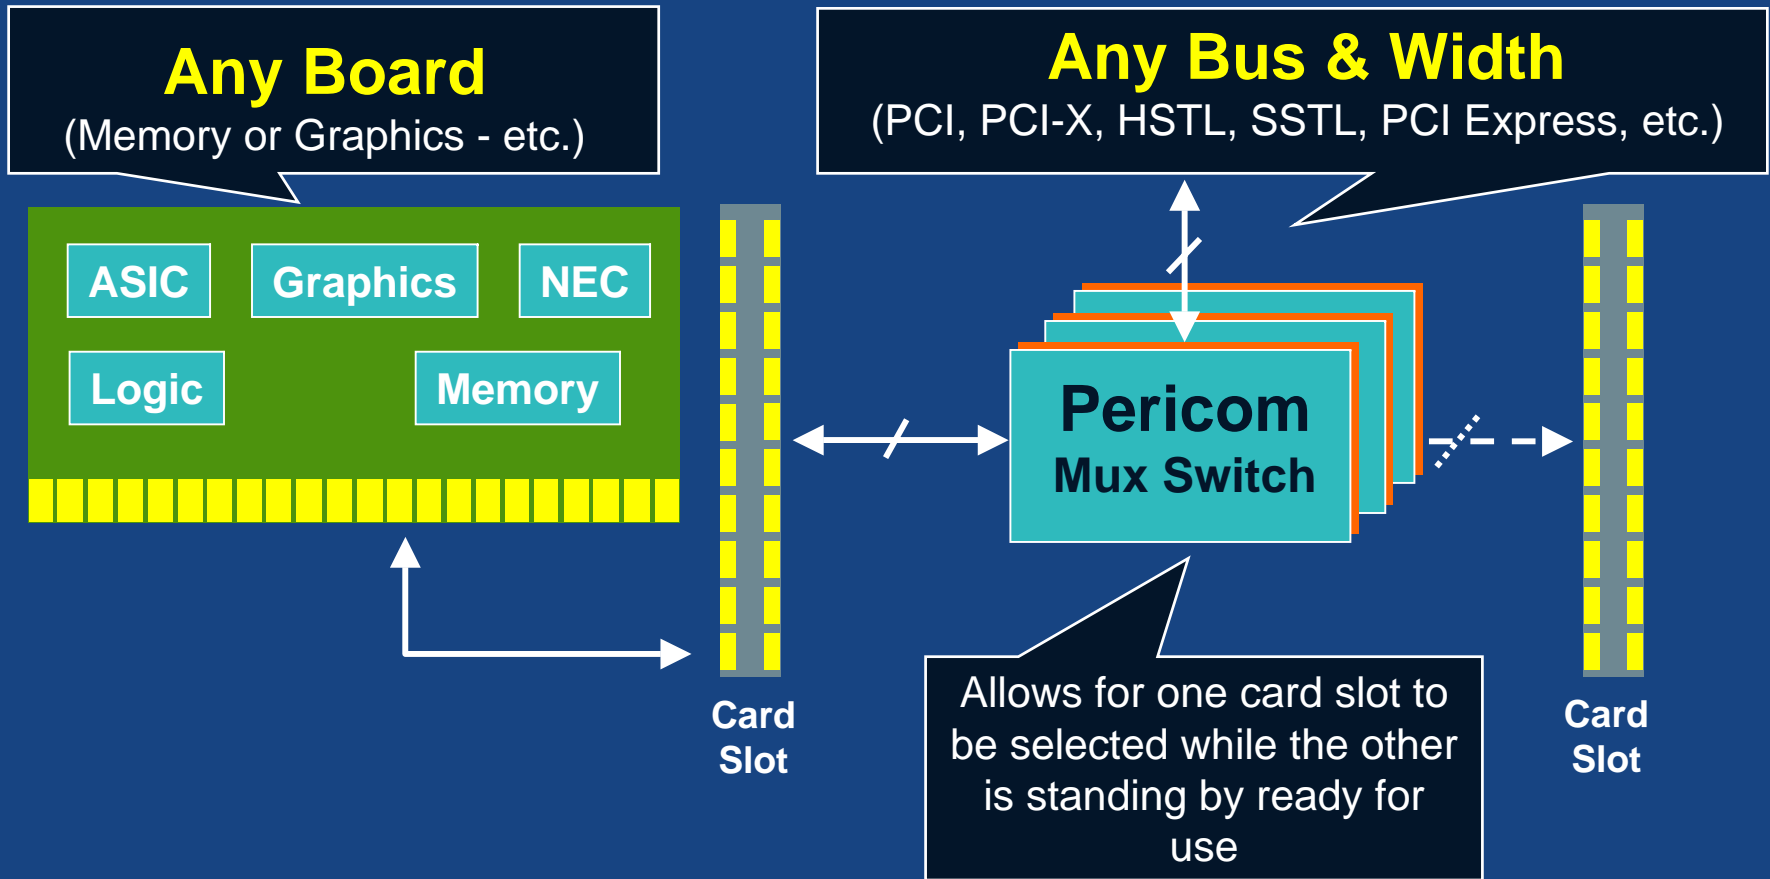 Any Board
(Memory or Graphics - etc.)
Any Bus & Width
(PCI, PCI-X, HSTL, SSTL, PCI Express, etc.)
ASIC
Graphics
NEC
Logic
Memory
Pericom
Mux Switch
Card
Slot
Allows for one card slot to
be selected while the other
is standing by ready for
use
Card
Slot